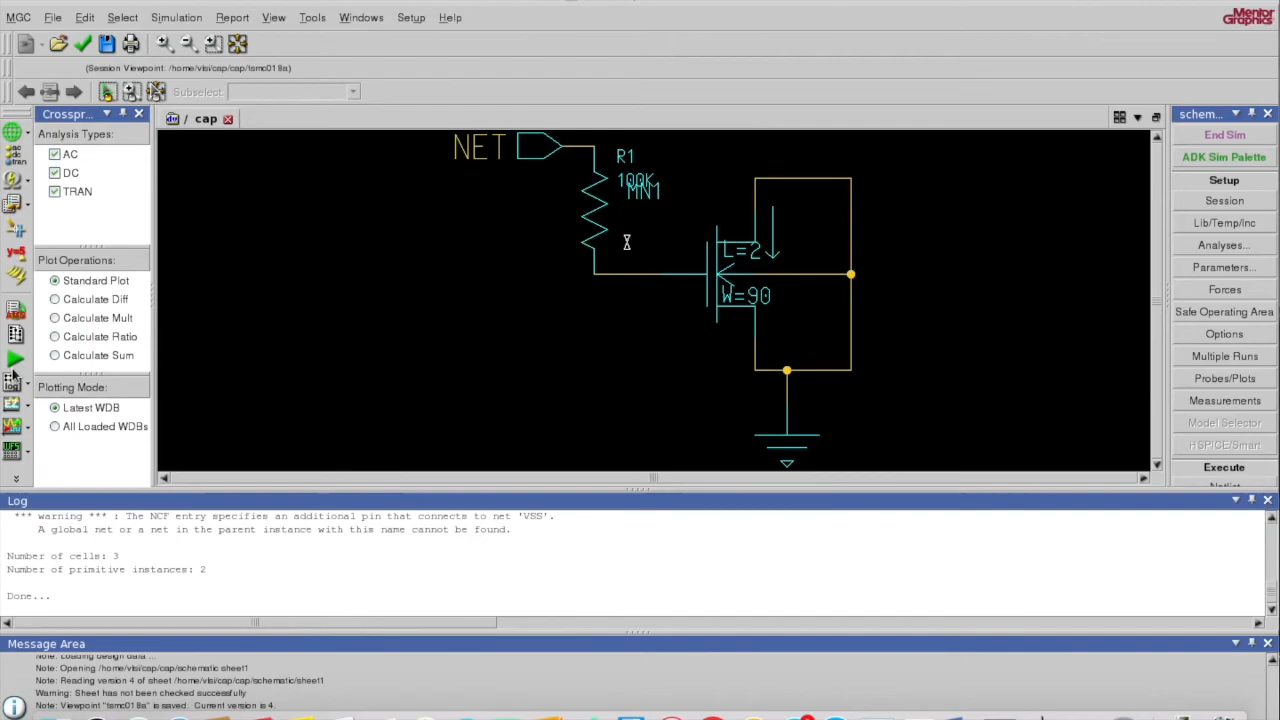 MGC File Edit Select Simulation Report View Tools Windows Setup Help
Mentor
Graphics
(Session Viewpoint: /home/vlsi/cap/cap/tsmc018a)
Subselect:
Crosspr...
Analysis Types:
AC
DC
TRAN
Plot Operations:
Standard Plot
Calculate Diff
Calculate Mult
Calculate Ratio
Calculate Sum
Plotting Mode:
Latest WDB
All Loaded WDBs
/ cap
NET
R1
100K
MN1
L=2
W=90
schem...
End Sim
ADK Sim Palette
Setup
Session
Lib/Temp/Inc
Analyses...
Parameters...
Forces
Safe Operating Area
Options
Multiple Runs
Probes/Plots
Measurements
Model Selector
HSPICE/Smart
Execute
Log
*** warning *** : The NCF entry specifies an additional pin that connects to net 'VSS'.
A global net or a net in the parent instance with this name cannot be found.
Number of cells: 3
Number of primitive instances: 2
Done...
Message Area
Note: Loading design data ...
Note: Opening /home/vlsi/cap/cap/schematic sheet1
Note: Reading version 4 of sheet /home/vlsi/cap/cap/schematic/sheet1
Warning: Sheet has not been checked successfully
Note: Viewpoint "tsmc018a" is saved. Current version is 4.